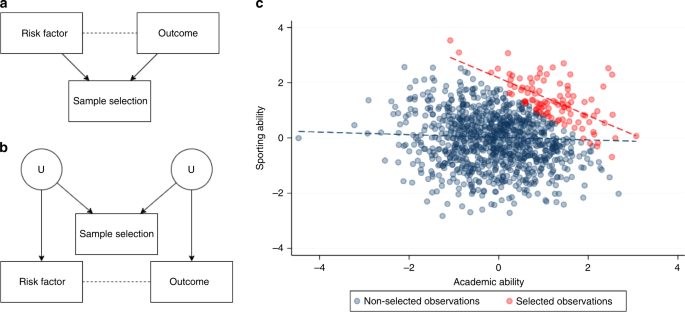 a
Risk factor
Outcome
Sample selection
b
U
U
Sample selection
Risk factor
Outcome
c
4
2
0
−2
−4
Sporting ability
−4
−2
0
2
4
Academic ability
Non-selected observations
Selected observations